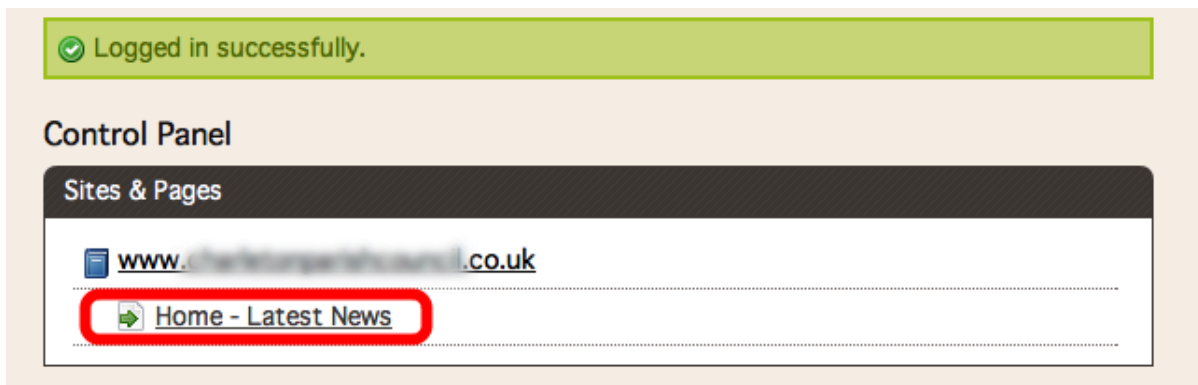 Logged in successfully.
Control Panel
Sites & Pages
www. .co.uk
Home - Latest News